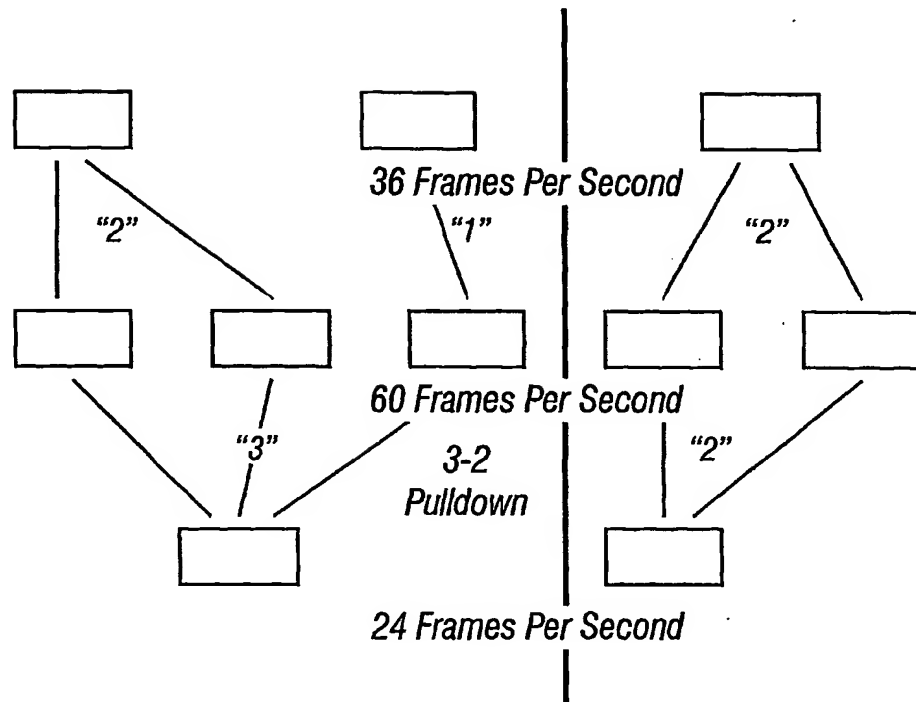 36 Frames Per Second
“2”
“1”
“2”
60 Frames Per Second
“3”
3-2
Pulldown
“2”
24 Frames Per Second